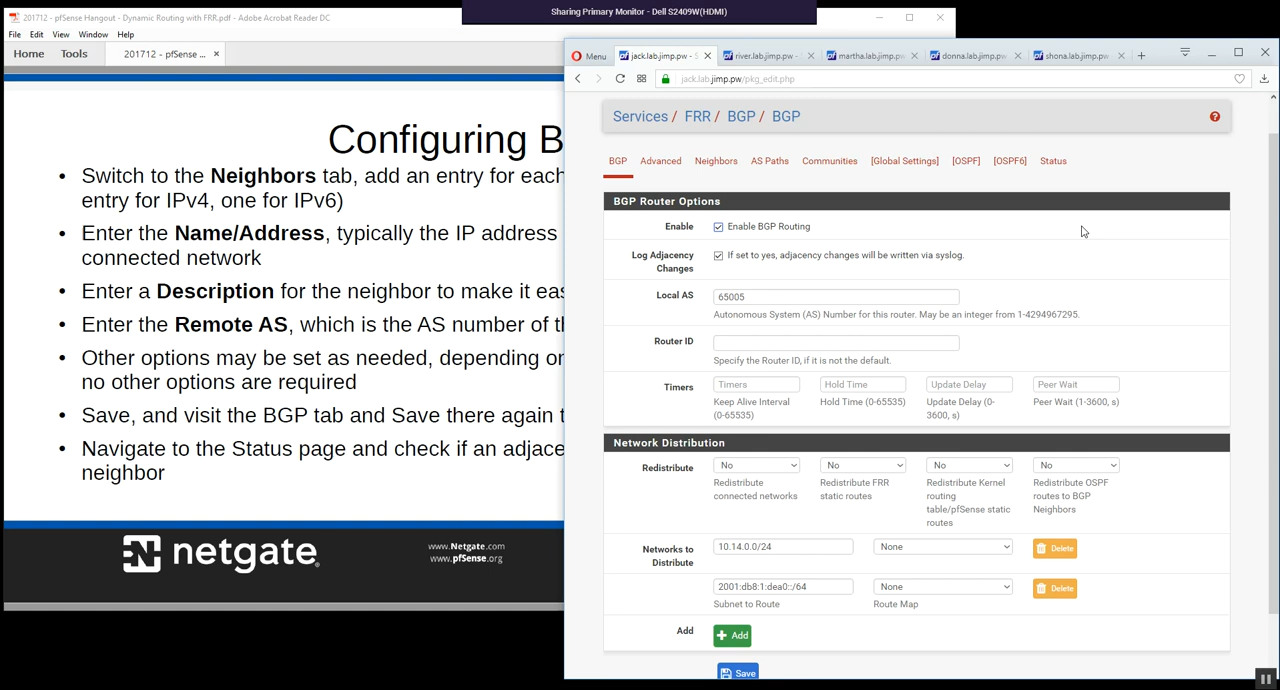 Sharing Primary Monitor - Dell S2409W(HDMI)
201712 - pfSense Hangout - Dynamic Routing with FRR.pdf - Adobe Acrobat Reader DC
File Edit View Window Help
Home Tools 201712 - pfSense ... ×
Configuring B
• Switch to the Neighbors tab, add an entry for each
entry for IPv4, one for IPv6)
• Enter the Name/Address, typically the IP address
connected network
• Enter a Description for the neighbor to make it eas
• Enter the Remote AS, which is the AS number of th
• Other options may be set as needed, depending on
no other options are required
• Save, and visit the BGP tab and Save there again t
• Navigate to the Status page and check if an adjace
neighbor
netgate
www.Netgate.com
www.pfSense.org
Menu jack.lab.jimp.pw - S river.lab.jimp.pw - martha.lab.jimp.pw donna.lab.jimp.pw shona.lab.jimp.pw
jack.lab.jimp.pw/pkg_edit.php
Services / FRR / BGP / BGP
BGP Advanced Neighbors AS Paths Communities [Global Settings] [OSPF] [OSPF6] Status
BGP Router Options
Enable Enable BGP Routing
Log Adjacency Changes If set to yes, adjacency changes will be written via syslog.
Local AS 65005
Autonomous System (AS) Number for this router. May be an integer from 1-4294967295.
Router ID
Specify the Router ID, if it is not the default.
Timers Timers Hold Time Update Delay Peer Wait
Keep Alive Interval (0-65535) Hold Time (0-65535) Update Delay (0-3600, s) Peer Wait (1-3600, s)
Network Distribution
Redistribute No No No No
Redistribute connected networks Redistribute FRR static routes Redistribute Kernel routing table/pfSense static routes Redistribute OSPF routes to BGP Neighbors
Networks to Distribute 10.14.0.0/24 None Delete
2001:db8:1:dea0::/64 None Delete
Subnet to Route Route Map
Add Add
Save